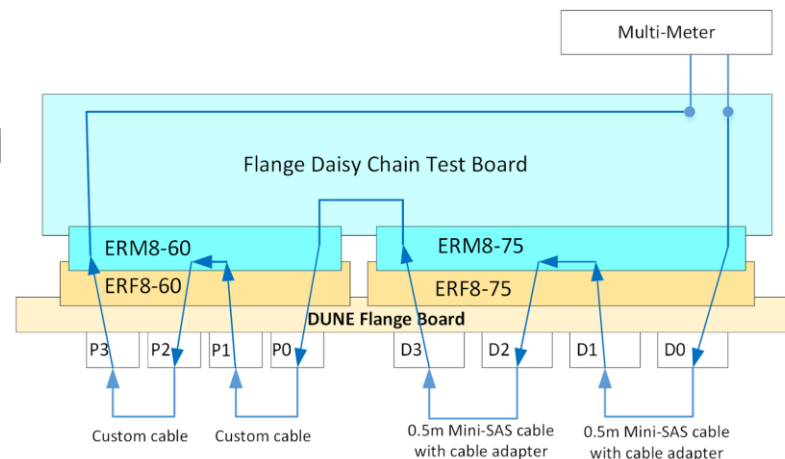 Multi-Meter
Flange Daisy Chain Test Board
ERM8-60
ERM8-75
ERF8-60
ERF8-75
DUNE Flange Board
P3 P2 P1 P0 D3 D2 D1 D0
Custom cable
Custom cable
0.5m Mini-SAS cable
with cable adapter
0.5m Mini-SAS cable
with cable adapter